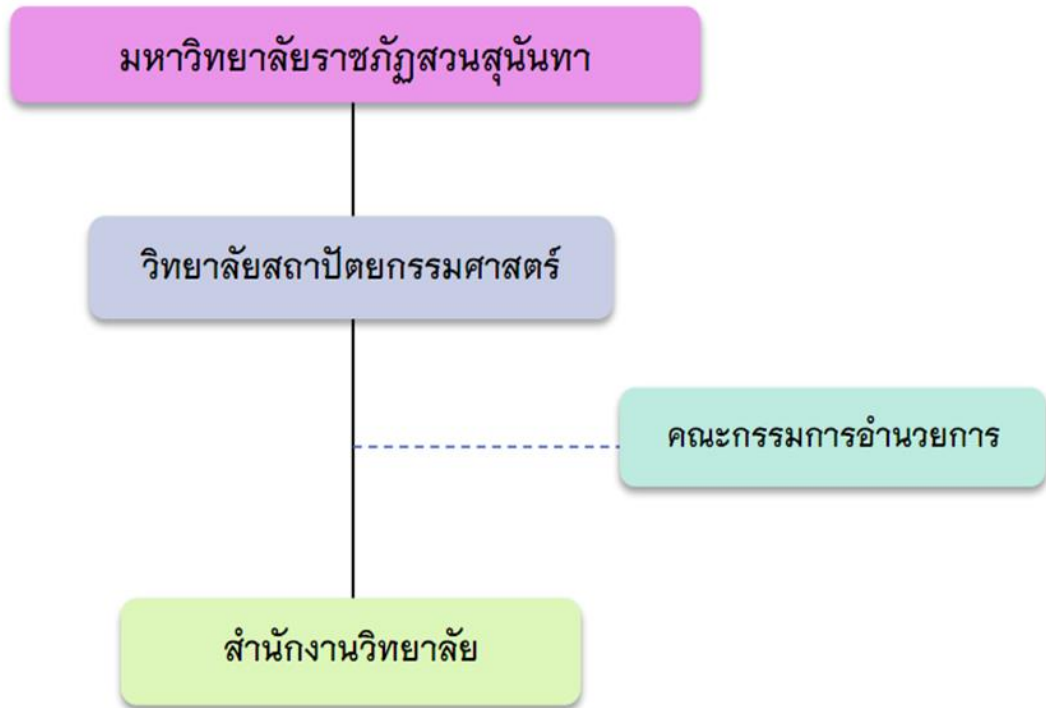 มหาวิทยาลัยราชภัฏสวนสุนันทา
วิทยาลัยสถาปัตยกรรมศาสตร์
คณะกรรมการอำนวยการ
สำนักงานวิทยาลัย